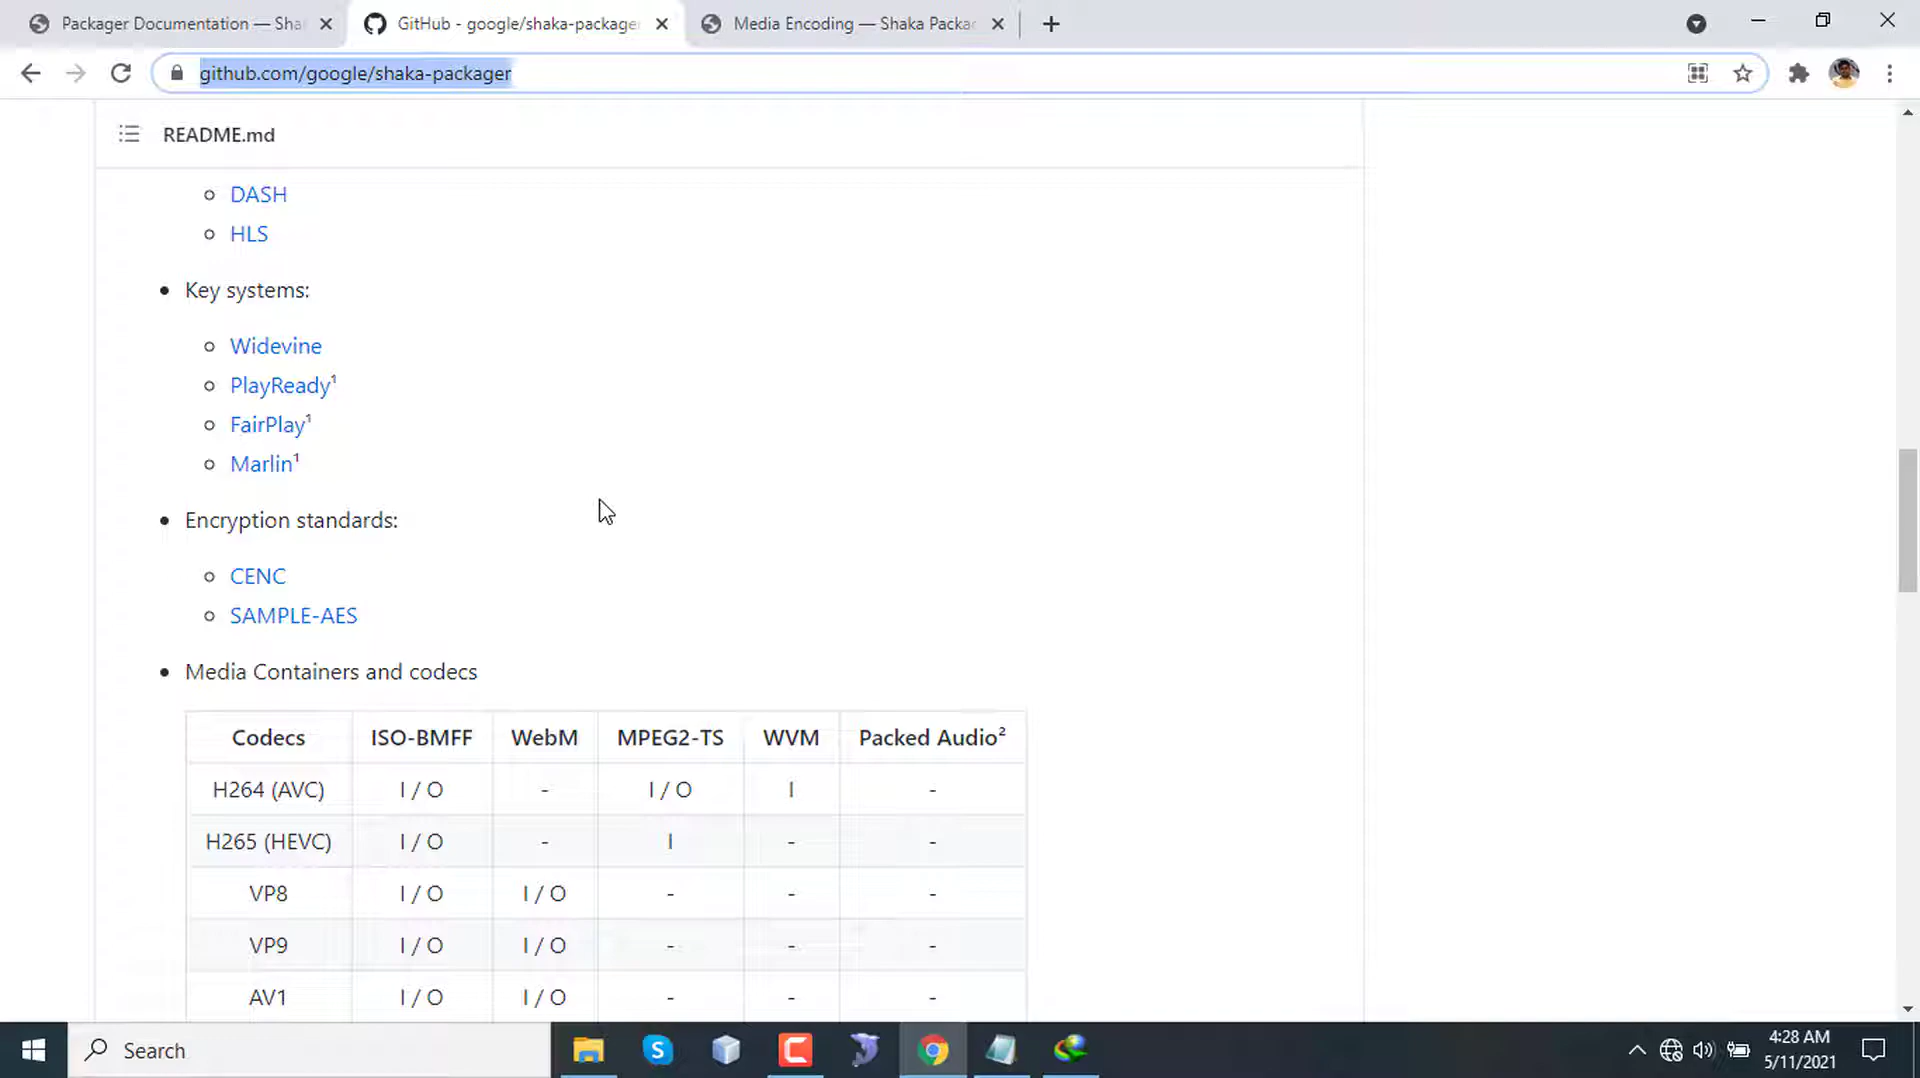 Packager Documentation — Sha
GitHub - google/shaka-packager
Media Encoding — Shaka Packa
github.com/google/shaka-packager
README.md
DASH
HLS
Key systems:
Widevine
PlayReady¹
FairPlay¹
Marlin¹
Encryption standards:
CENC
SAMPLE-AES
Media Containers and codecs
Codecs ISO-BMFF WebM MPEG2-TS WVM Packed Audio²
H264 (AVC) I / O - I / O I -
H265 (HEVC) I / O - I - -
VP8 I / O I / O - - -
VP9 I / O I / O - - -
AV1 I / O I / O - - -
Search
4:28 AM
5/11/2021